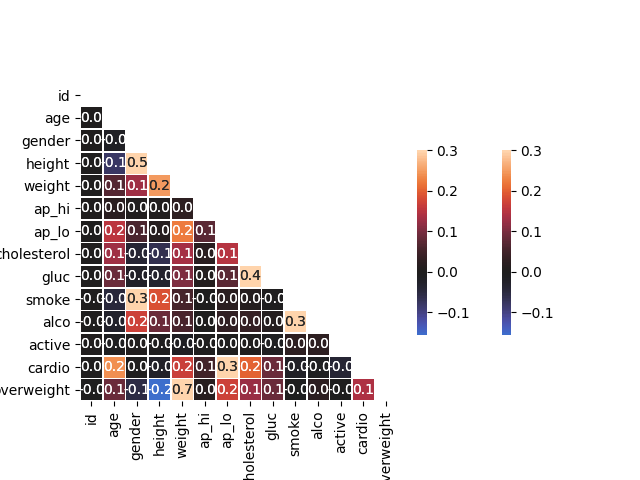 id
age 0.0
gender 0.0 -0.0
height 0.0 -0.1 0.5
weight 0.0 0.1 0.1 0.2
ap_hi 0.0 0.0 0.0 0.0 0.0
ap_lo 0.0 0.2 0.1 0.0 0.2 0.1
cholesterol 0.0 0.1 -0.0 -0.1 0.1 0.0 0.1
gluc 0.0 0.1 -0.0 -0.0 0.1 0.0 0.1 0.4
smoke -0.0 -0.0 0.3 0.2 0.1 -0.0 0.0 0.0 -0.0
alco 0.0 -0.0 0.2 0.1 0.1 0.0 0.0 0.0 0.0 0.3
active 0.0 -0.0 0.0 -0.0 -0.0 -0.0 -0.0 0.0 -0.0 0.0 0.0
cardio 0.0 0.2 0.0 -0.0 0.2 0.1 0.3 0.2 0.1 -0.0 -0.0 -0.0
overweight -0.0 0.1 -0.1 -0.2 0.7 0.0 0.2 0.1 0.1 -0.0 0.0 -0.0 0.1
id
age
gender
height
weight
ap_hi
ap_lo
holesterol
gluc
smoke
alco
active
cardio
verweight
0.3
0.2
0.1
0.0
−0.1
0.3
0.2
0.1
0.0
−0.1